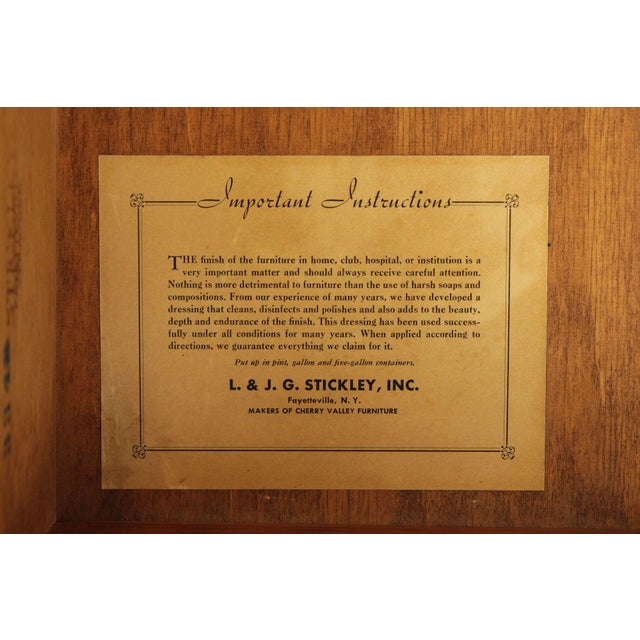 Important Instructions
THE finish of the furniture in home, club, hospital, or institution is a
very important matter and should always receive careful attention.
Nothing is more detrimental to furniture than the use of harsh soaps and
compositions. From our experience of many years, we have developed a
dressing that cleans, disinfects and polishes and also adds to the beauty,
depth and endurance of the finish. This dressing has been used success-
fully under all conditions for many years. When applied according to
directions, we guarantee everything we claim for it.
Put up in pint, gallon and five-gallon containers.
L. & J. G. STICKLEY, INC.
Fayetteville, N. Y.
MAKERS OF CHERRY VALLEY FURNITURE